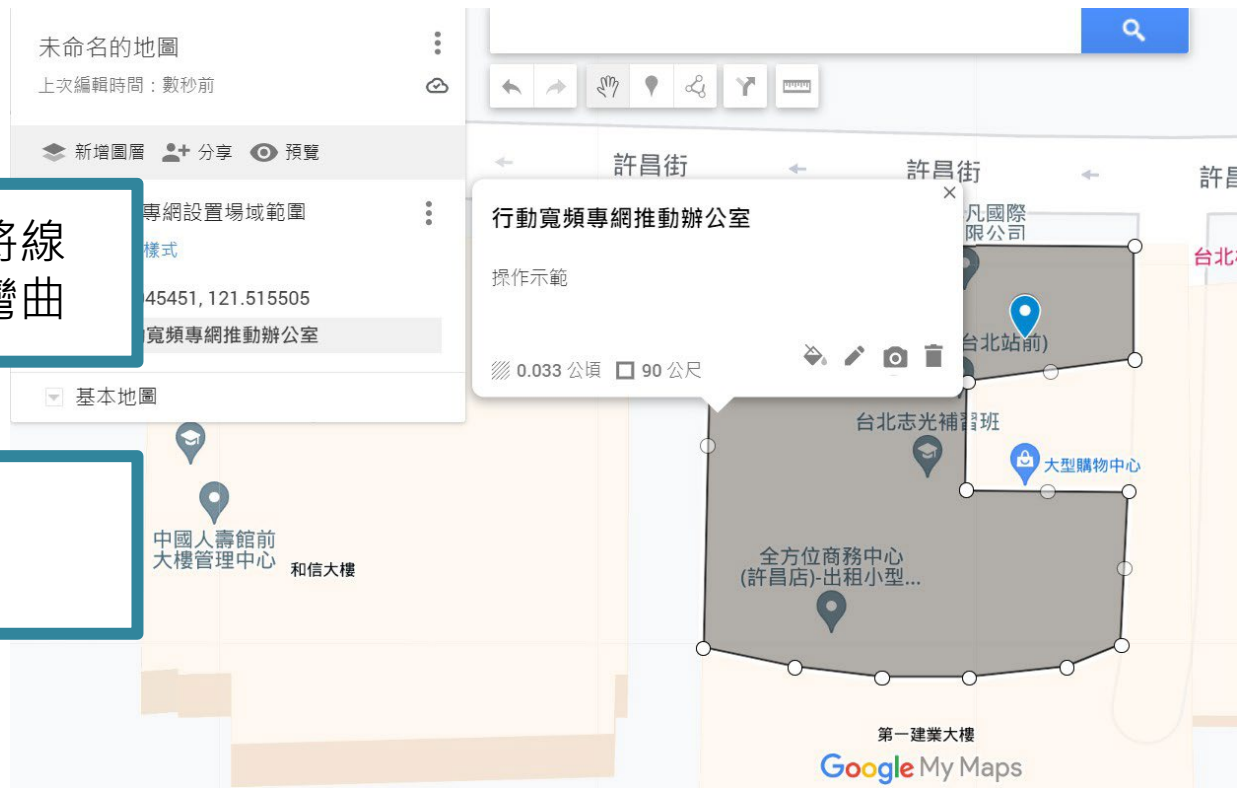 未命名的地圖
上次編輯時間：數秒前
新增圖層 分享 預覽
專網設置場域範圍
樣式
將線
彎曲
45451, 121.515505
寬頻專網推動辦公室
基本地圖
許昌街
許昌街
許昌
行動寬頻專網推動辦公室
操作示範
0.033 公頃 90 公尺
凡國際
限公司
台北
台北站前)
台北志光補習班
大型購物中心
中國人壽館前
大樓管理中心
和信大樓
全方位商務中心
(許昌店)-出租小型...
第一建業大樓
Google My Maps